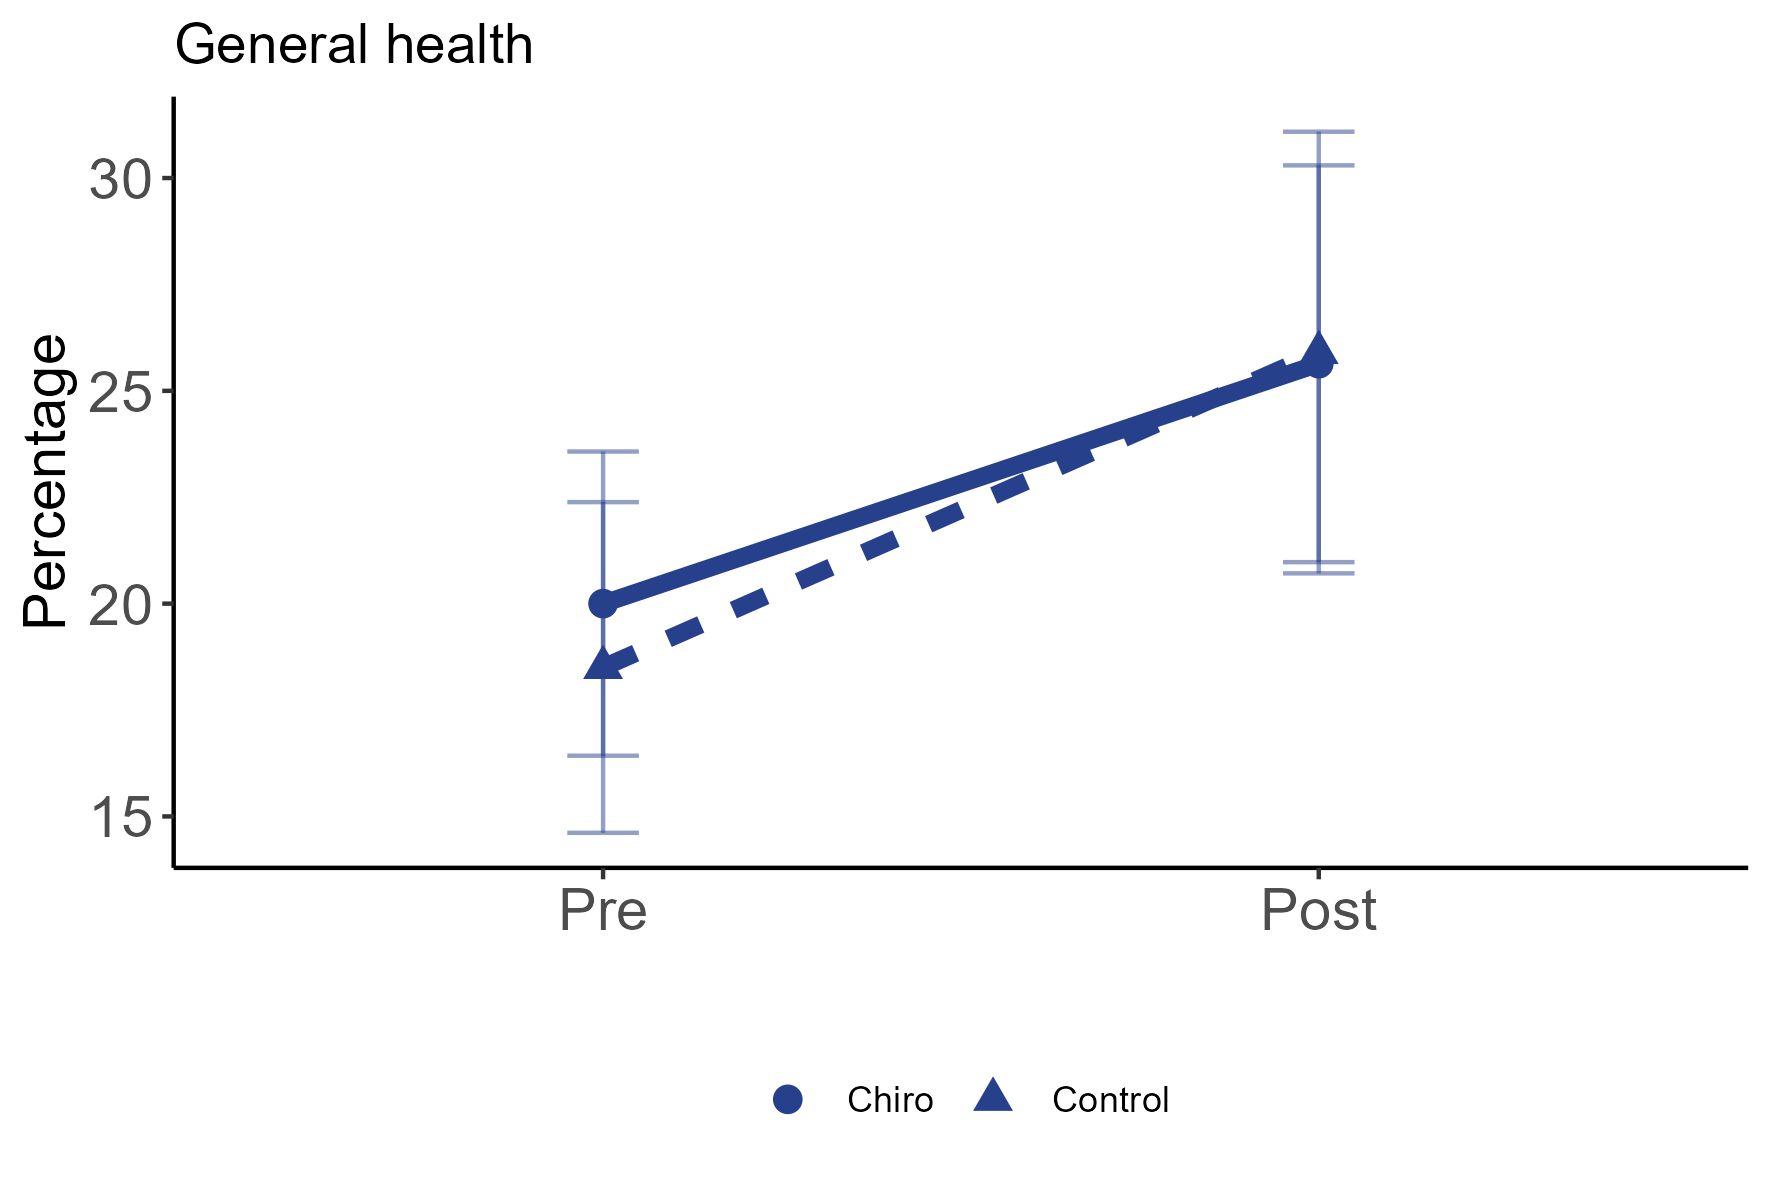 General health
Percentage
30
25
20
15
Pre Post
Chiro Control